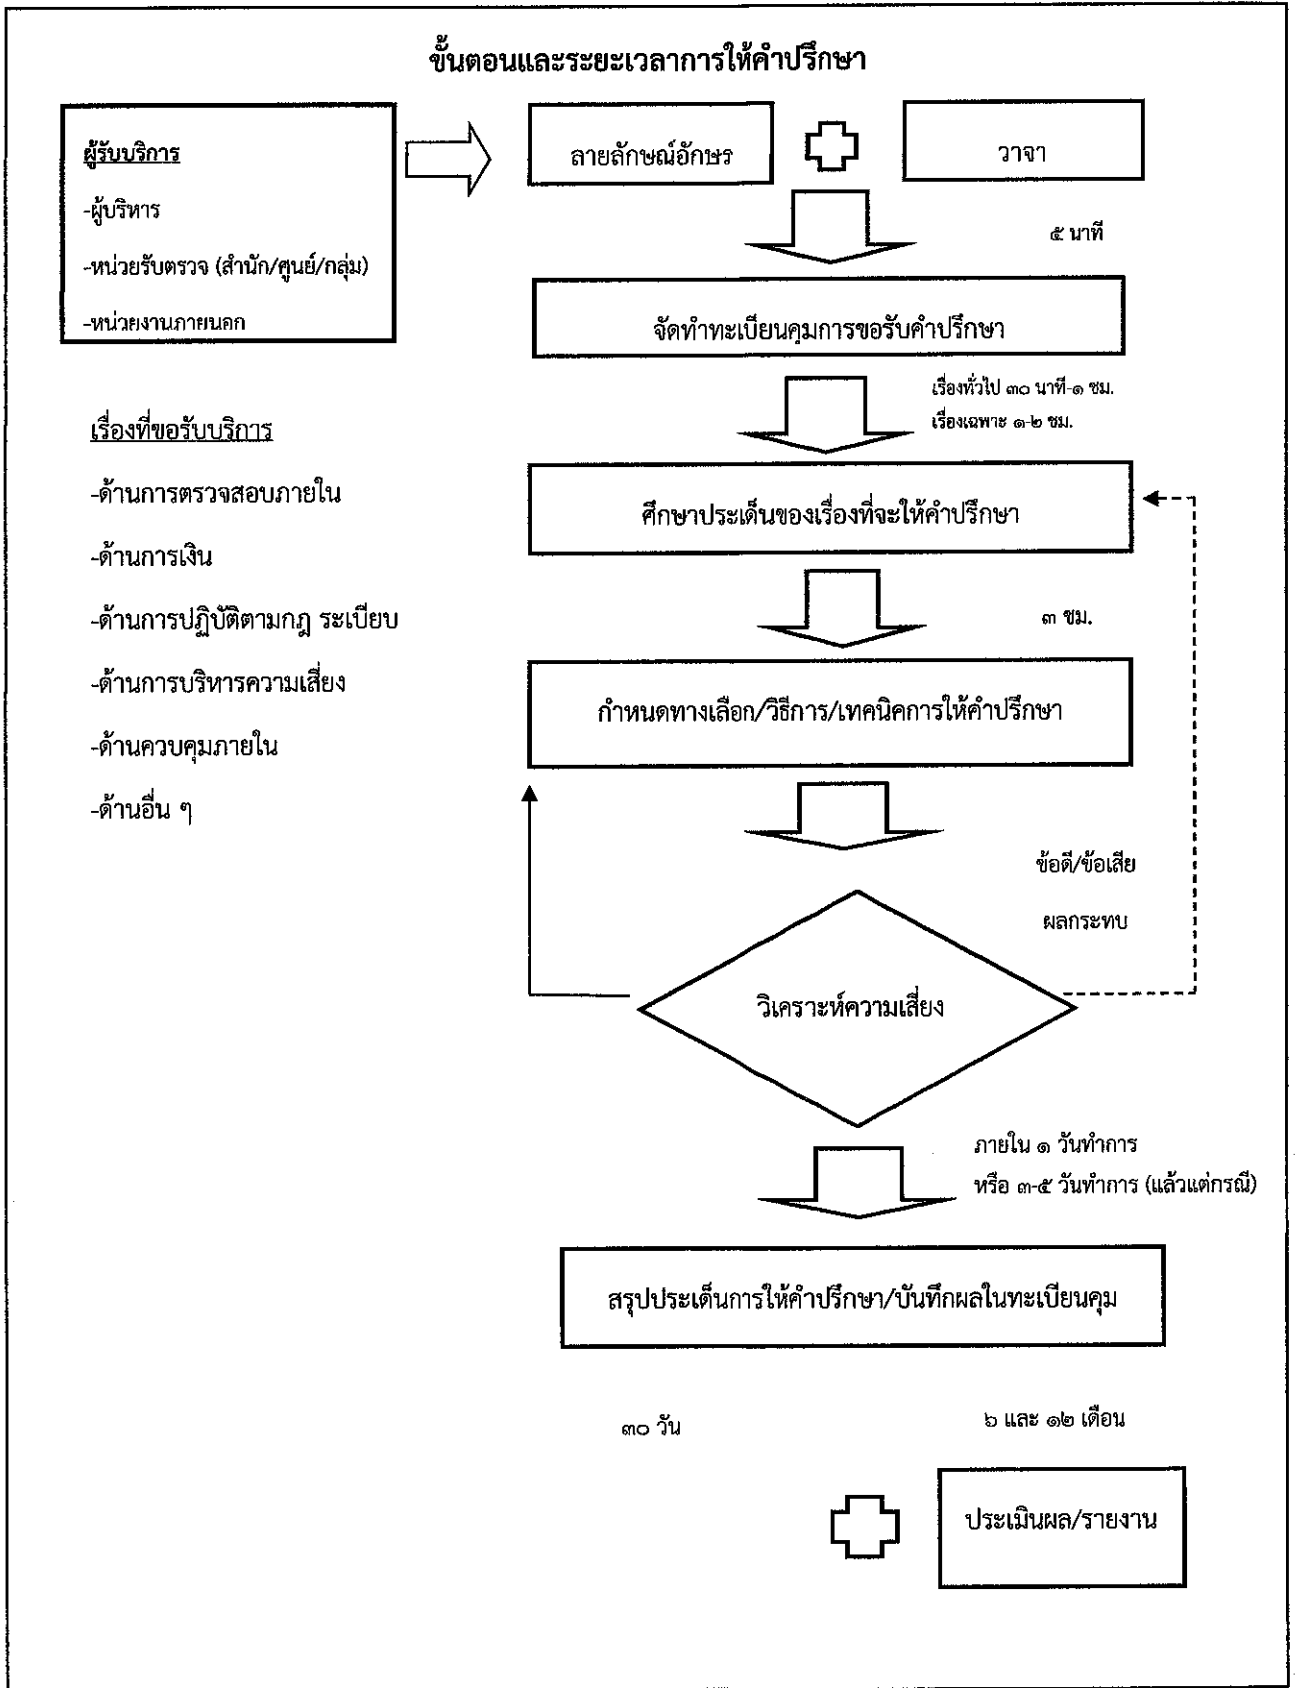 ขั้นตอนและระยะเวลาการให้คำปรึกษา
ผู้รับบริการ
-ผู้บริหาร
-หน่วยรับตรวจ (สำนัก/ศูนย์/กลุ่ม)
-หน่วยงานภายนอก
ลายลักษณ์อักษร
วาจา
๕ นาที
จัดทำทะเบียนคุมการขอรับคำปรึกษา
เรื่องทั่วไป ๓๐ นาที-๑ ชม.
เรื่องเฉพาะ ๑-๒ ชม.
เรื่องที่ขอรับบริการ
-ด้านการตรวจสอบภายใน
-ด้านการเงิน
-ด้านการปฏิบัติตามกฎ ระเบียบ
-ด้านการบริหารความเสี่ยง
-ด้านควบคุมภายใน
-ด้านอื่น ๆ
ศึกษาประเด็นของเรื่องที่จะให้คำปรึกษา
๓ ชม.
กำหนดทางเลือก/วิธีการ/เทคนิคการให้คำปรึกษา
ข้อดี/ข้อเสีย
ผลกระทบ
วิเคราะห์ความเสี่ยง
ภายใน ๑ วันทำการ
หรือ ๓-๕ วันทำการ (แล้วแต่กรณี)
สรุปประเด็นการให้คำปรึกษา/บันทึกผลในทะเบียนคุม
๓๐ วัน
๖ และ ๑๒ เดือน
ประเมินผล/รายงาน